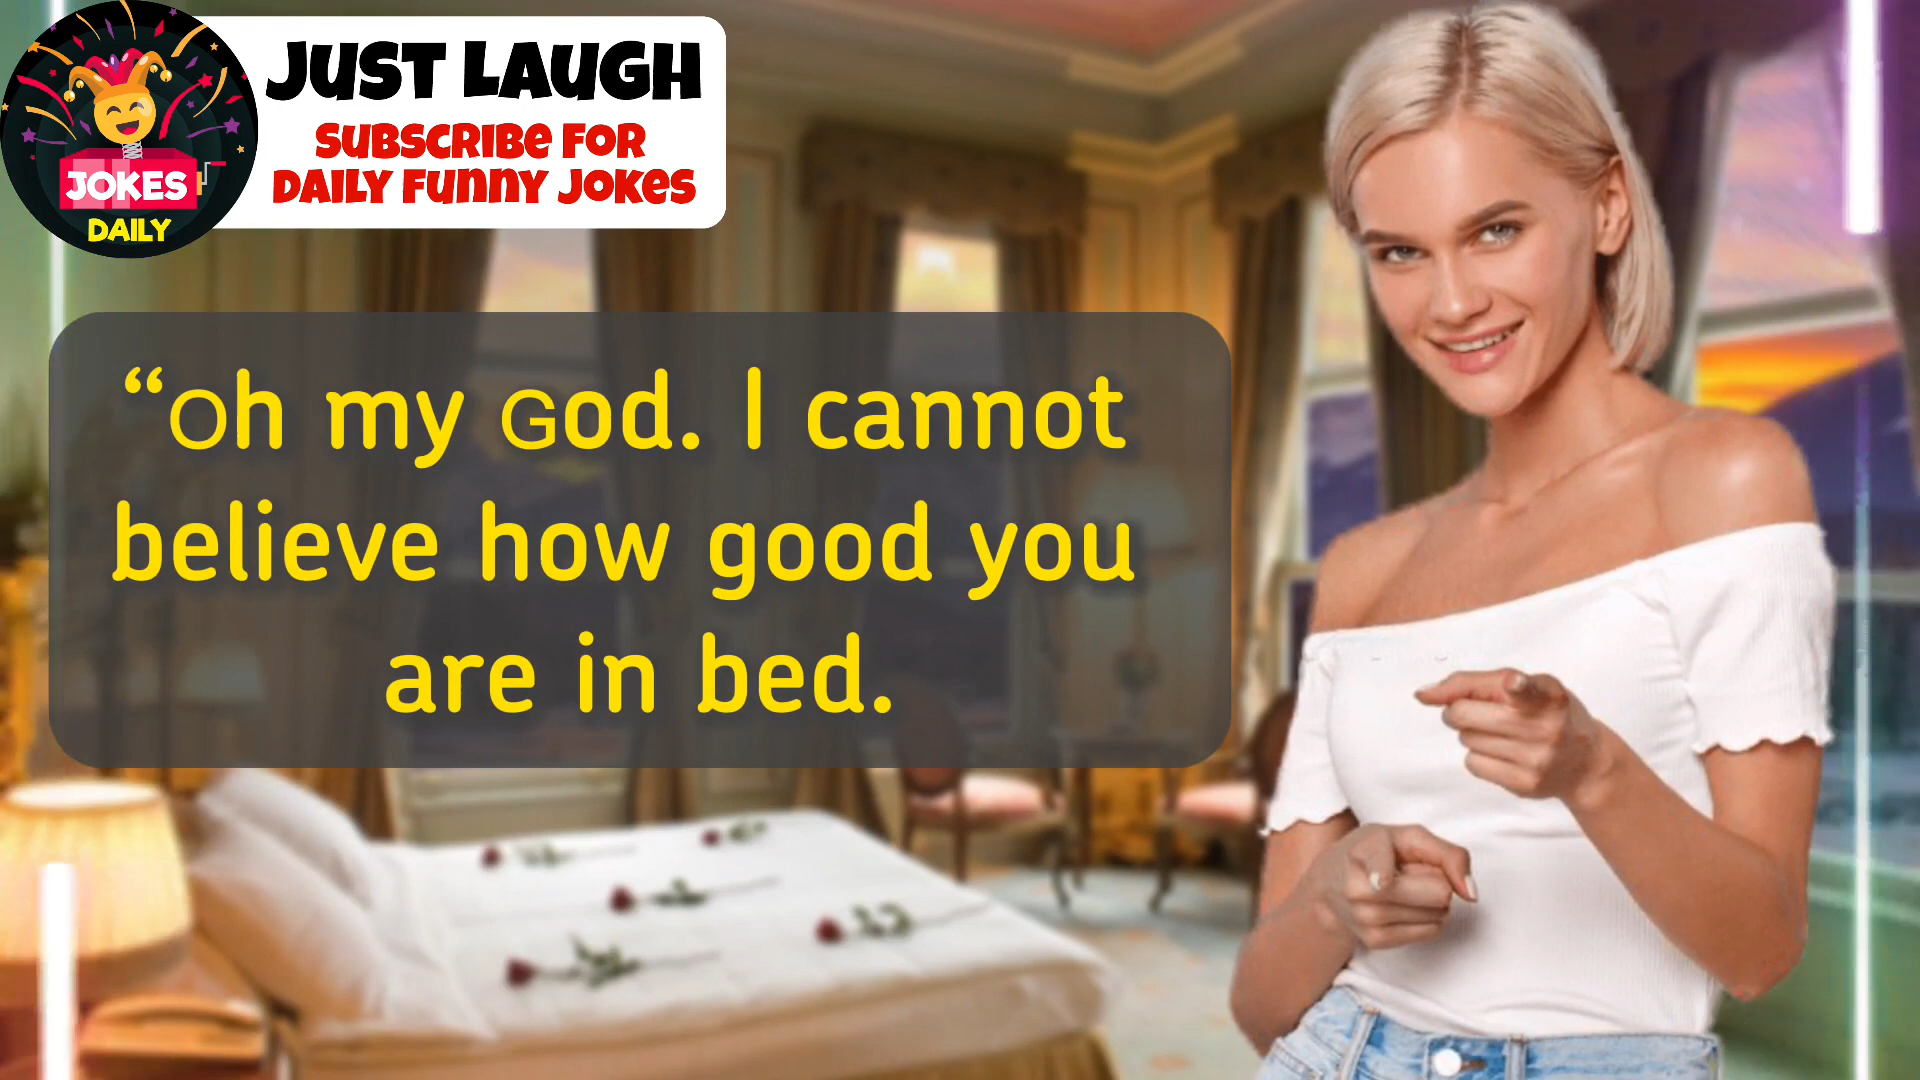 JUST LAUGH
SUBSCRIBE FOR
DAILY FUNNY JOKES
JOKES
DAILY
“Oh my God. I cannot
believe how good you
are in bed.